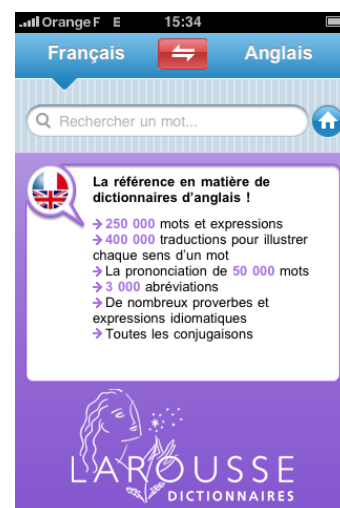 Orange F E 15:34
Français Anglais
Rechercher un mot...
La référence en matière de
dictionnaires d'anglais !
→ 250 000 mots et expressions
→ 400 000 traductions pour illustrer
chaque sens d'un mot
→ La prononciation de 50 000 mots
→ 3 000 abréviations
→ De nombreux proverbes et
expressions idiomatiques
→ Toutes les conjugaisons
LAROUSSE
DICTIONNAIRES